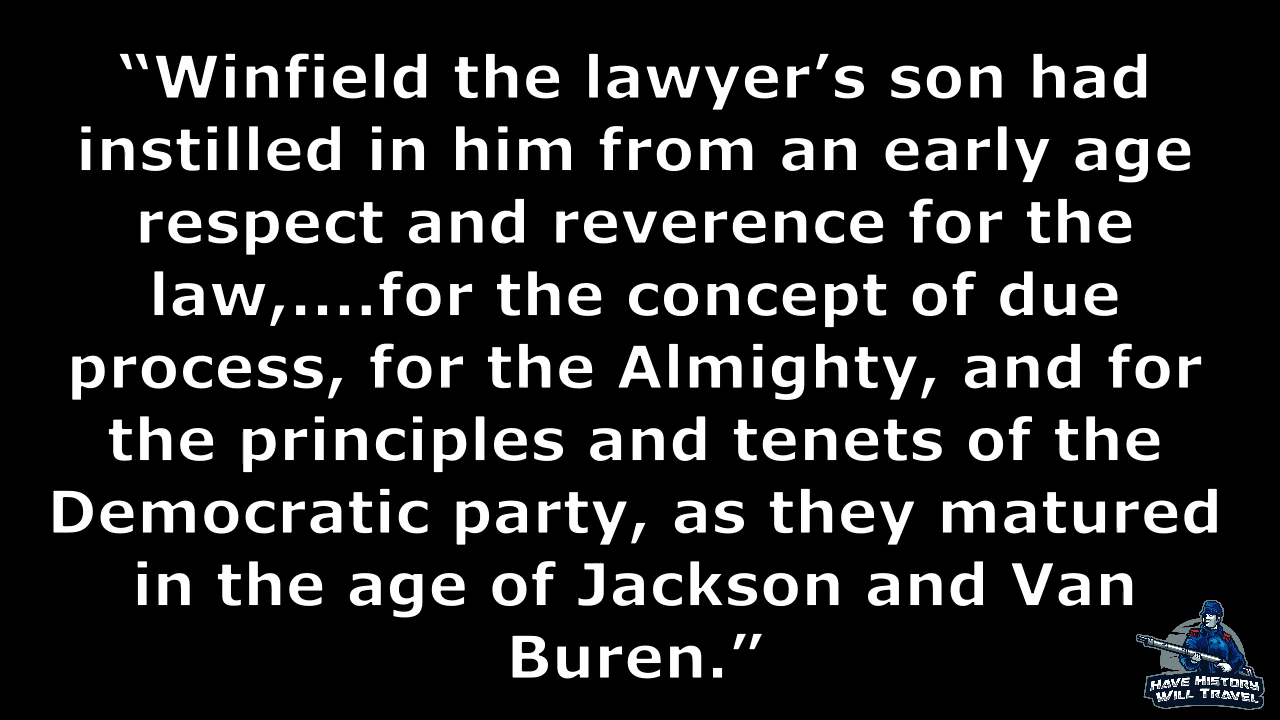 “Winfield the lawyer’s son had
instilled in him from an early age
respect and reverence for the
law,....for the concept of due
process, for the Almighty, and for
the principles and tenets of the
Democratic party, as they matured
in the age of Jackson and Van
Buren.”
HAVE HISTORY
WILL TRAVEL